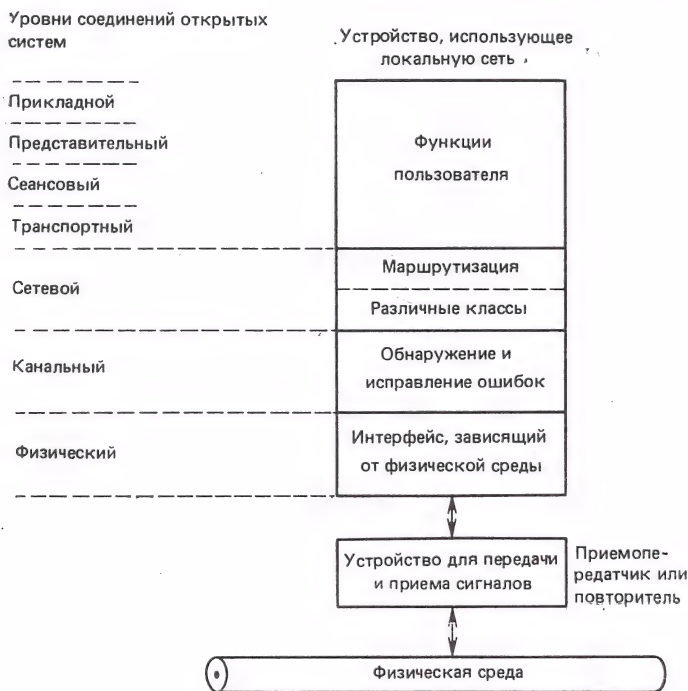 Уровни соединений открытых
систем
Устройство, использующее
локальную сеть
Прикладной
Представительный
Сеансовый
Транспортный
Функции
пользователя
Сетевой
Маршрутизация
Различные классы
Канальный
Обнаружение и
исправление ошибок
Физический
Интерфейс, зависящий
от физической среды
Устройство для передачи
и приема сигналов
Приемопе-
редатчик или
повторитель
Физическая среда